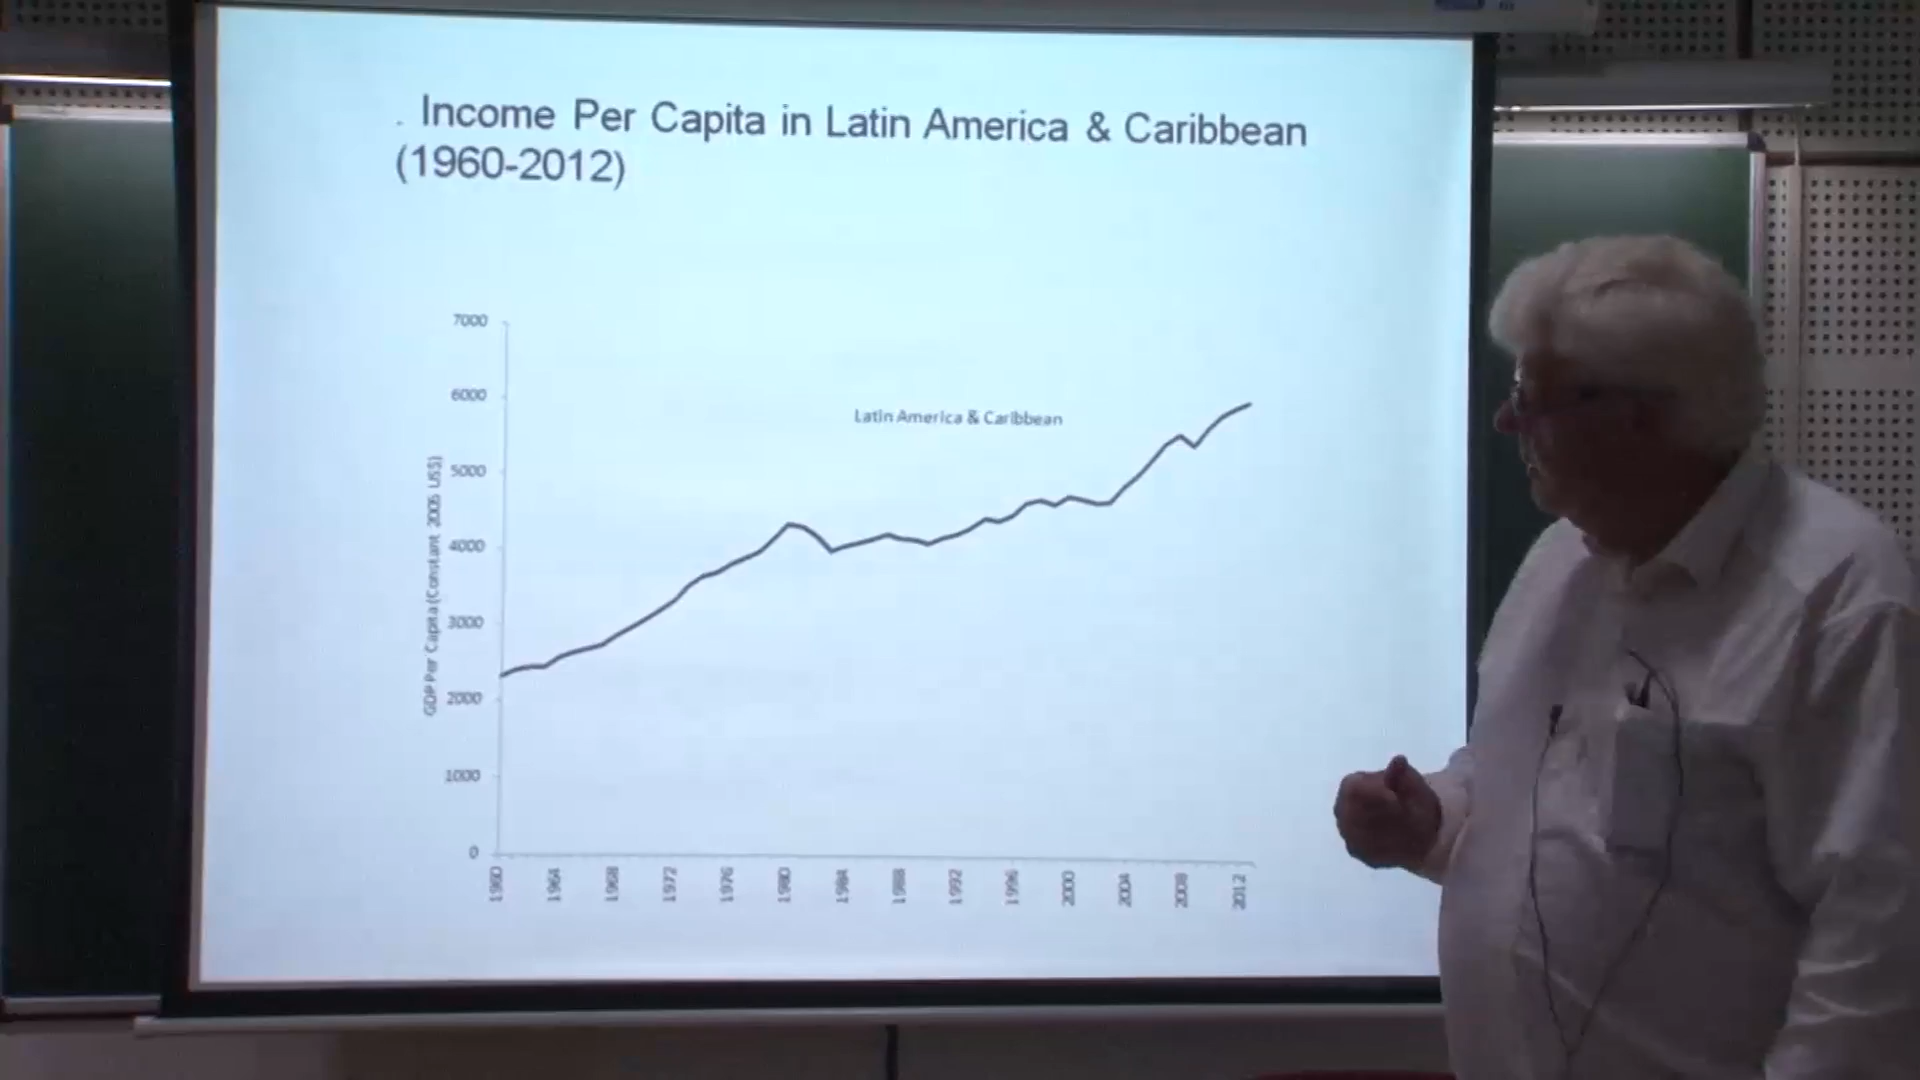 . Income Per Capita in Latin America & Caribbean
(1960-2012)
7000
6000
5000
4000
3000
2000
1000
0
GDP Per Capita (Constant 2005 US$)
Latin America & Caribbean
1960 1964 1968 1972 1976 1980 1984 1988 1992 1996 2000 2004 2008 2012